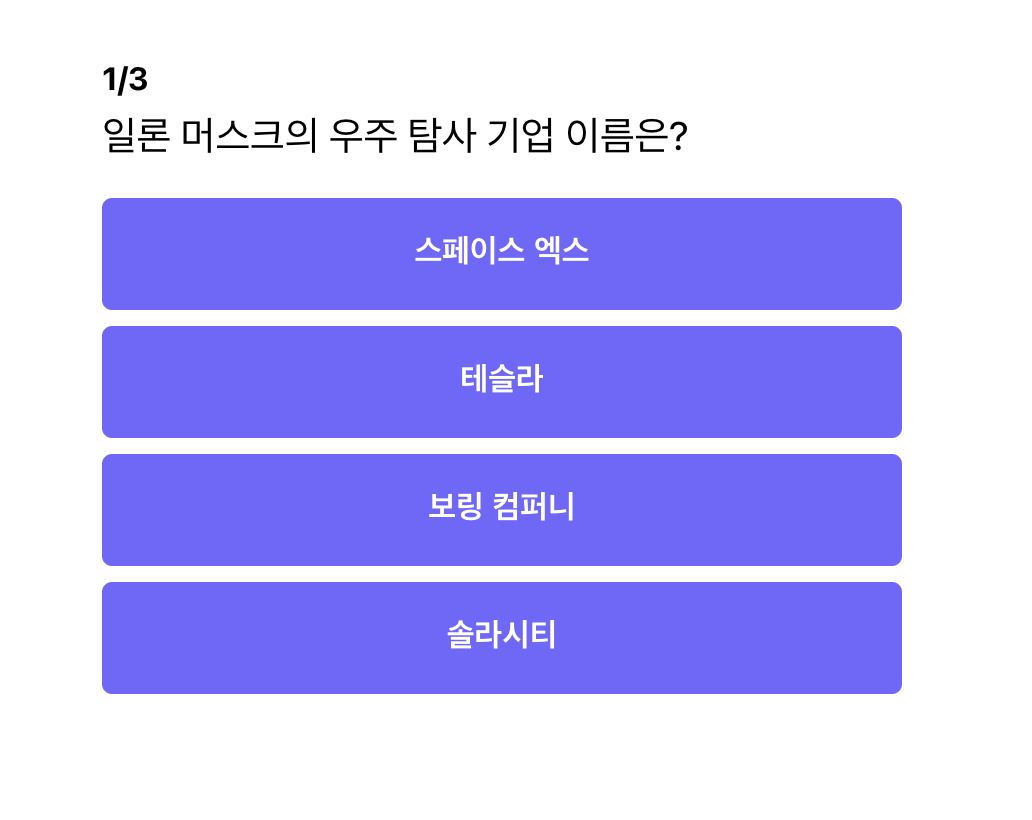 1/3
일론 머스크의 우주 탐사 기업 이름은?
스페이스 엑스
테슬라
보링 컴퍼니
솔라시티